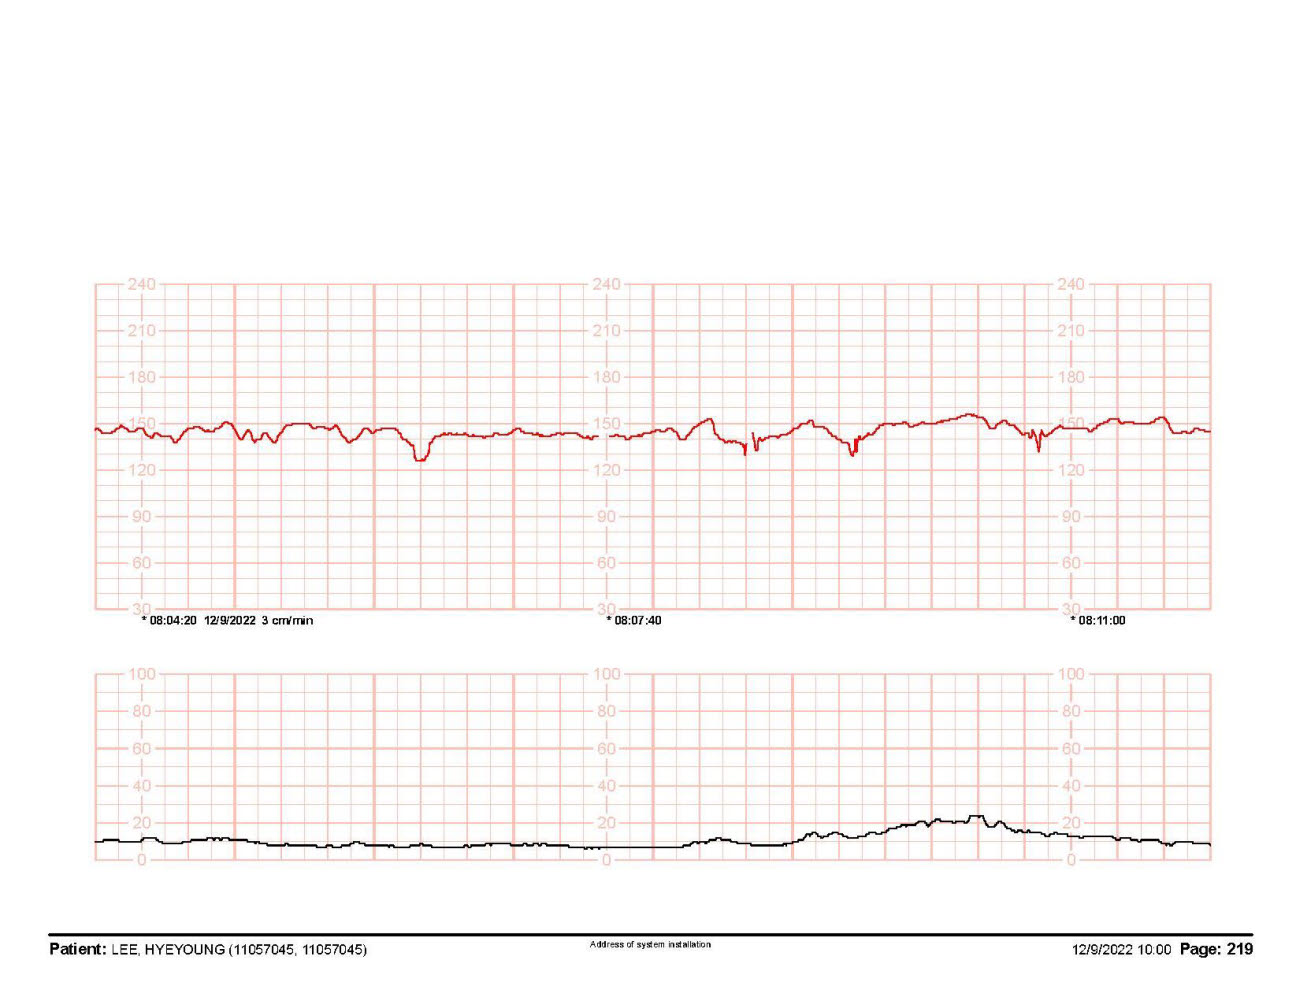 240 240 240
210 210 210
180 180 180
150 150 150
120 120 120
90 90 90
60 60 60
30 30 30
* 08:04:20 12/9/2022 3 cm/min * 08:07:40 * 08:11:00
100 100 100
80 80 80
60 60 60
40 40 40
20 20 20
0 0 0
Patient: LEE, HYEYOUNG (11057045, 11057045) Address of system installation 12/9/2022 10:00 Page: 219